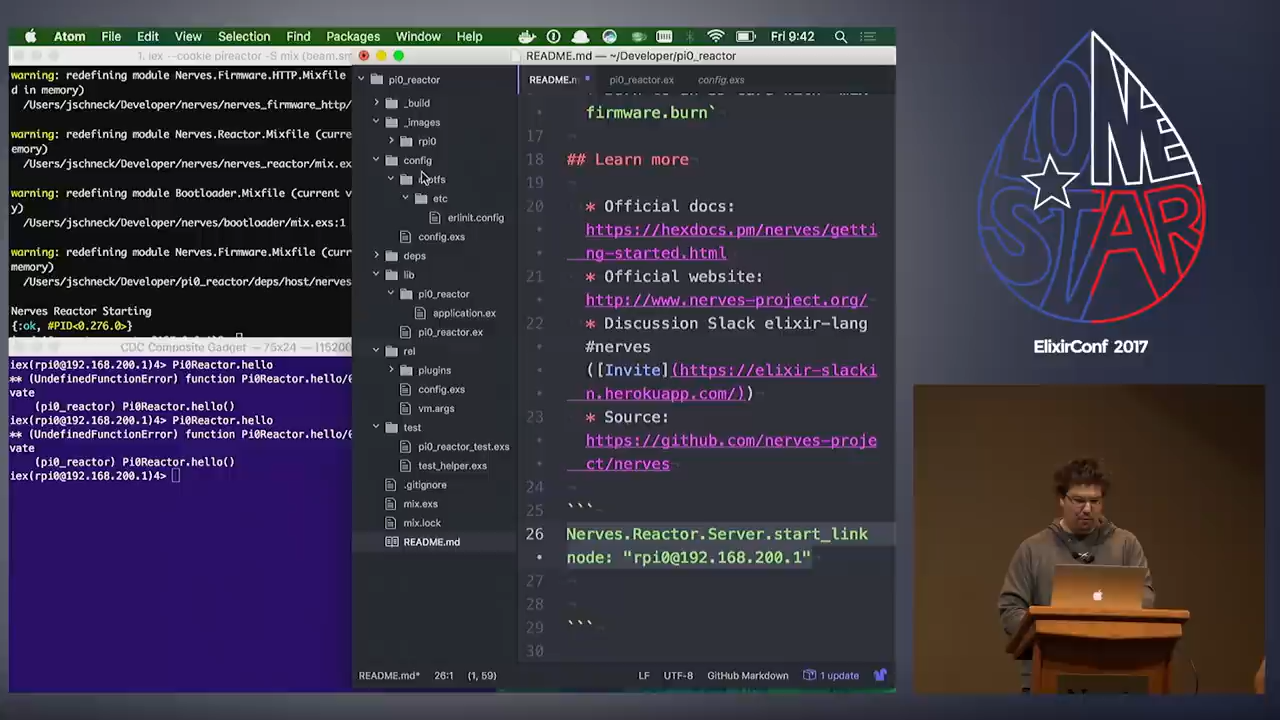 Atom File Edit View Selection Find Packages Window Help Fri 9:42
1. iex --cookie pireactor -S mix (beam.sm
README.md — ~/Developer/pi0_reactor
warning: redefining module Nerves.Firmware.HTTP.Mixfile
d in memory)
/Users/jschneck/Developer/nerves/nerves_firmware_http/
warning: redefining module Nerves.Reactor.Mixfile (curre
emory)
/Users/jschneck/Developer/nerves/nerves_reactor/mix.ex
warning: redefining module Bootloader.Mixfile (current v
y)
/Users/jschneck/Developer/nerves/bootloader/mix.exs:1
warning: redefining module Nerves.Firmware.Mixfile (curr
memory)
/Users/jschneck/Developer/pi0_reactor/deps/host/nerves
Nerves Reactor Starting
{:ok, #PID<0.276.0>}
CDC Composite Gadget — 75x24 — [15200
iex(rpi0@192.168.200.1)4> Pi0Reactor.hello
** (UndefinedFunctionError) function Pi0Reactor.hello/0
vate
(pi0_reactor) Pi0Reactor.hello()
iex(rpi0@192.168.200.1)4> Pi0Reactor.hello
** (UndefinedFunctionError) function Pi0Reactor.hello/0
vate
(pi0_reactor) Pi0Reactor.hello()
iex(rpi0@192.168.200.1)4>
pi0_reactor
_build
_images
rpi0
config
etc
erlinit.config
config.exs
deps
lib
pi0_reactor
application.ex
pi0_reactor.ex
rel
plugins
config.exs
vm.args
test
pi0_reactor_test.exs
test_helper.exs
.gitignore
mix.exs
mix.lock
README.md
README.m pi0_reactor.ex config.exs
firmware.burn`
17
18 ## Learn more
19
20 * Official docs:
https://hexdocs.pm/nerves/getti
ng-started.html
21 * Official website:
http://www.nerves-project.org/
22 * Discussion Slack elixir-lang
#nerves
([Invite](https://elixir-slacki
n.herokuapp.com/))
23 * Source:
https://github.com/nerves-proje
ct/nerves
24
25 ```
26 Nerves.Reactor.Server.start_link
node: "rpi0@192.168.200.1"
27
28
29 ```
30
README.md* 26:1 (1, 59) LF UTF-8 GitHub Markdown 1 update
LONE
STAR
ElixirConf 2017